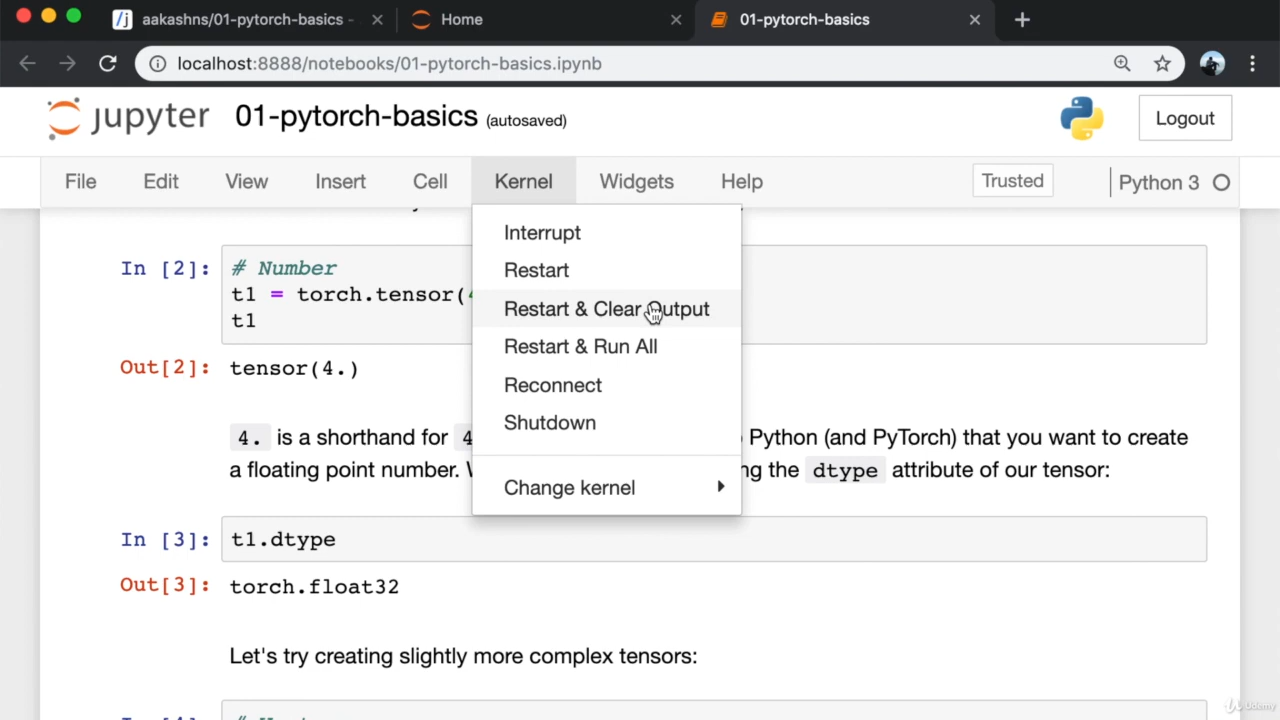 aakashns/01-pytorch-basics -
Home
01-pytorch-basics
localhost:8888/notebooks/01-pytorch-basics.ipynb
jupyter 01-pytorch-basics (autosaved)
Logout
File Edit View Insert Cell Kernel Widgets Help Trusted Python 3
Interrupt
Restart
Restart & Clear Output
Restart & Run All
Reconnect
Shutdown
Change kernel
In [2]: # Number
t1 = torch.tensor(
t1
Out[2]: tensor(4.)
4. is a shorthand for Python (and PyTorch) that you want to create
a floating point number. the dtype attribute of our tensor:
In [3]: t1.dtype
Out[3]: torch.float32
Let's try creating slightly more complex tensors:
Udemy